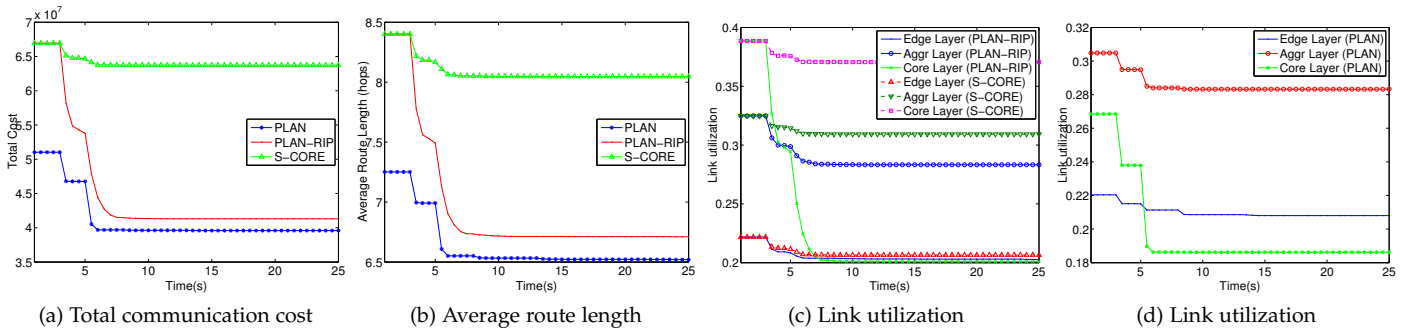 x 10^7
7
6.5
6
5.5
5
4.5
4
3.5
Total Cost
5
10
15
20
25
Time(s)
PLAN
PLAN−RIP
S−CORE
(a) Total communication cost
8.5
8
7.5
7
6.5
Average Route Length (hops)
5
10
15
20
25
Time(s)
PLAN
PLAN−RIP
S−CORE
(b) Average route length
0.4
0.35
0.3
0.25
0.2
Link utilization
5
10
15
20
25
Time(s)
Edge Layer (PLAN−RIP)
Aggr Layer (PLAN−RIP)
Core Layer (PLAN−RIP)
Edge Layer (S−CORE)
Aggr Layer (S−CORE)
Core Layer (S−CORE)
(c) Link utilization
0.32
0.3
0.28
0.26
0.24
0.22
0.2
0.18
Link utilization
5
10
15
20
25
Time(s)
Edge Layer (PLAN)
Aggr Layer (PLAN)
Core Layer (PLAN)
(d) Link utilization